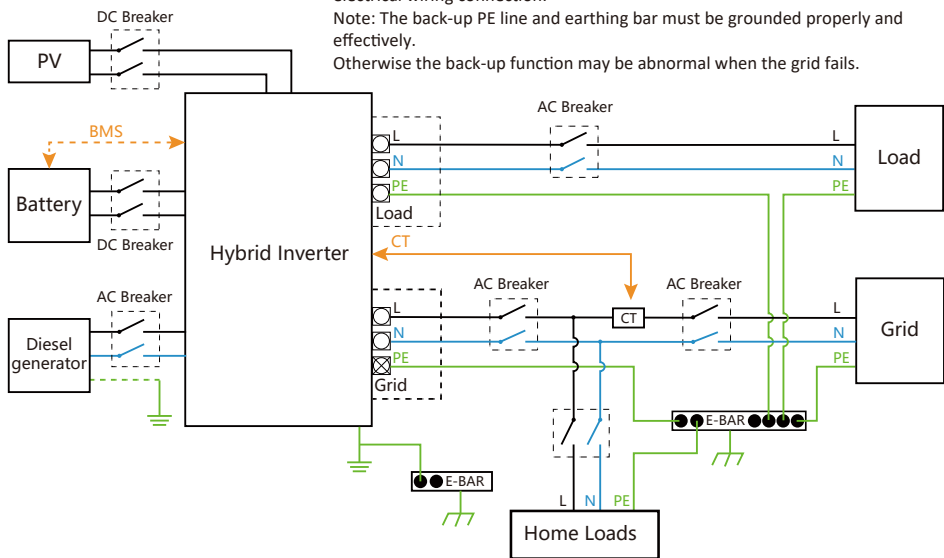 electrical wiring connection.
Note: The back-up PE line and earthing bar must be grounded properly and
effectively.
Otherwise the back-up function may be abnormal when the grid fails.
DC Breaker
PV
BMS
Battery
DC Breaker
AC Breaker
Diesel
generator
Hybrid Inverter
L
N
PE
Load
CT
L
N
PE
Grid
AC Breaker
L
N
PE
Load
AC Breaker
CT
AC Breaker
L
N
PE
Grid
E-BAR
E-BAR
L
N
PE
Home Loads